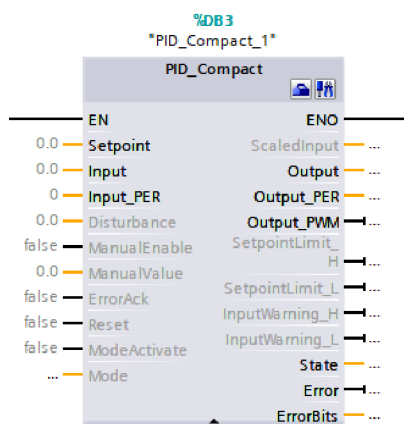 %DB3
"PID_Compact_1"
PID_Compact
EN ENO
0.0 Setpoint ScaledInput ...
0.0 Input Output ...
0 Input_PER Output_PER ...
0.0 Disturbance Output_PWM ...
false ManualEnable SetpointLimit_
H ...
0.0 ManualValue
false ErrorAck SetpointLimit_L ...
false Reset InputWarning_H ...
false ModeActivate InputWarning_L ...
... Mode State ...
Error ...
ErrorBits ...